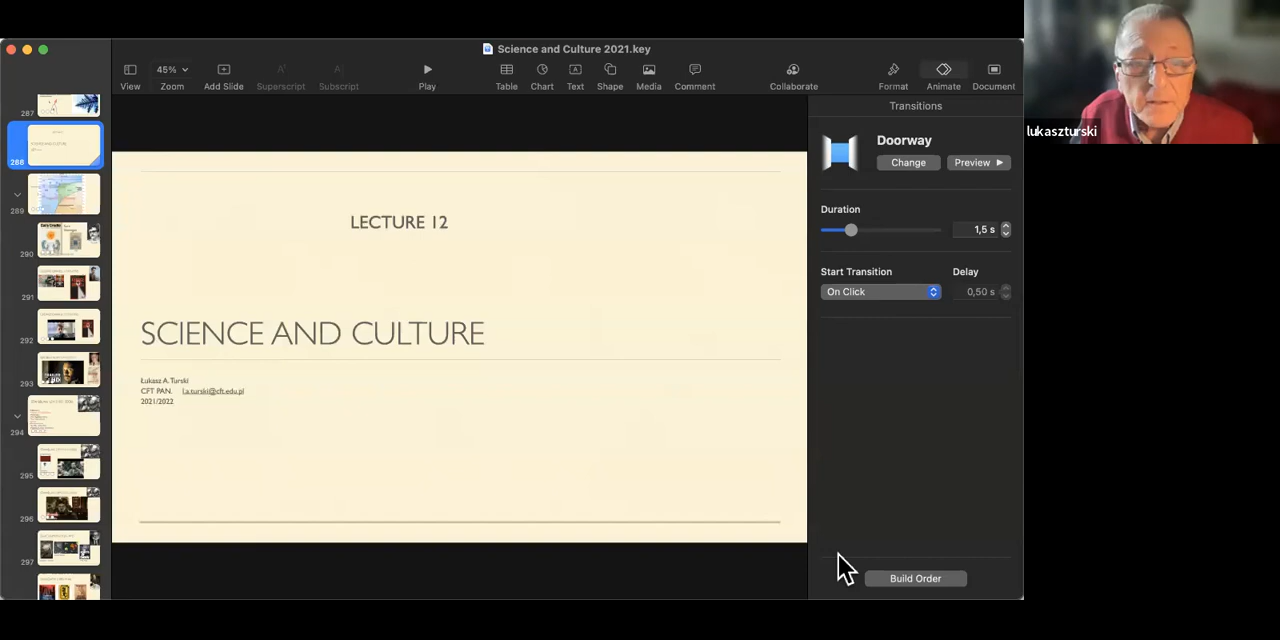 Science and Culture 2021.key
View
45%
Zoom
Add Slide
Superscript
Subscript
Play
Table
Chart
Text
Shape
Media
Comment
Collaborate
Format
Animate
Document
287
288
289
290
291
292
293
294
295
296
297
LECTURE 12
SCIENCE AND CULTURE
Łukasz A. Turski
CFT PAN. l.a.turski@cft.edu.pl
2021/2022
Transitions
Doorway
Change
Preview
Duration
1,5 s
Start Transition
Delay
On Click
0,50 s
Build Order
lukaszturski